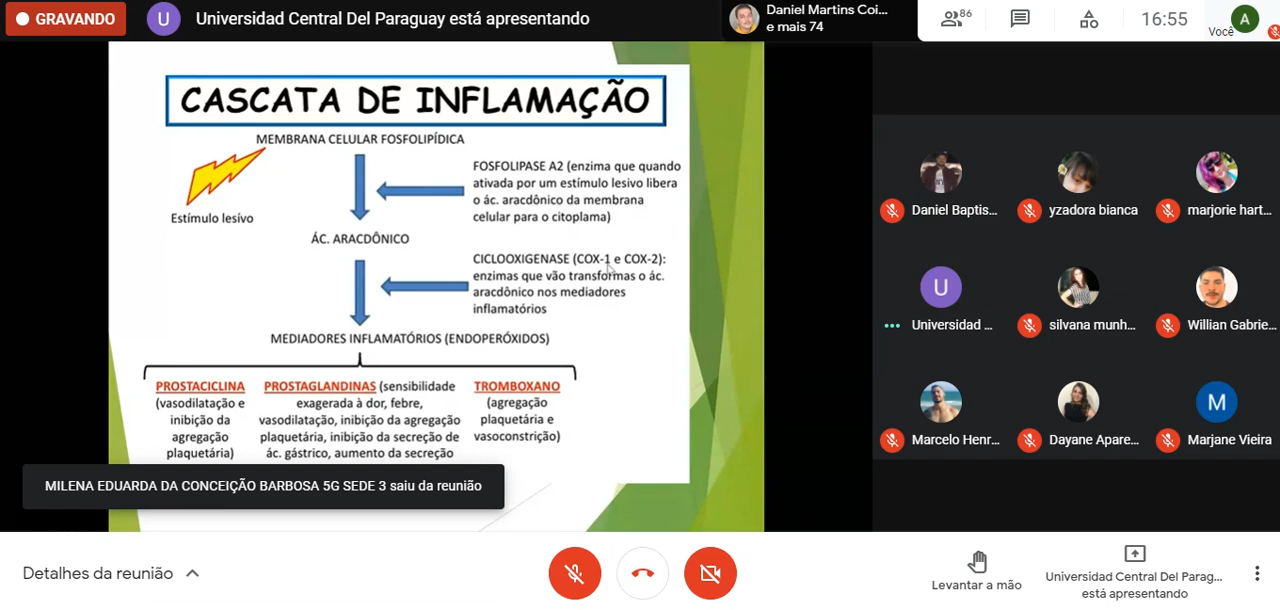 GRAVANDO
U
Universidad Central Del Paraguay está apresentando
Daniel Martins Coi...
e mais 74
86
16:55
Você
A
CASCATA DE INFLAMAÇÃO
MEMBRANA CELULAR FOSFOLIPÍDICA
Estímulo lesívo
FOSFOLIPASE A2 (enzima que quando
ativada por um estímulo lesivo libera
o ác. aracdônico da membrana
celular para o citoplasma)
ÁC. ARACDÔNICO
CICLOOXIGENASE (COX-1 e COX-2):
enzimas que vão transformas o ác.
aracdônico nos mediadores
inflamatórios
MEDIADORES INFLAMATÓRIOS (ENDOPERÓXIDOS)
PROSTACICLINA
(vasodilatação e
inibição da
agregação
plaquetária)
PROSTAGLANDINAS (sensibilidade
exagerada à dor, febre,
vasodilatação, inibição da agregação
plaquetária, inibição da secreção de
ác. gástrico, aumento da secreção
TROMBOXANO
(agregação
plaquetária e
vasoconstrição)
MILENA EDUARDA DA CONCEIÇÃO BARBOSA 5G SEDE 3 saiu da reunião
Daniel Baptis...
yzadora bianca
marjorie hart...
U
Universidad ...
silvana munh...
Willian Gabrie...
M
Marcelo Henr...
Dayane Apare...
Marjane Vieira
Detalhes da reunião
Levantar a mão
Universidad Central Del Parag...
está apresentando